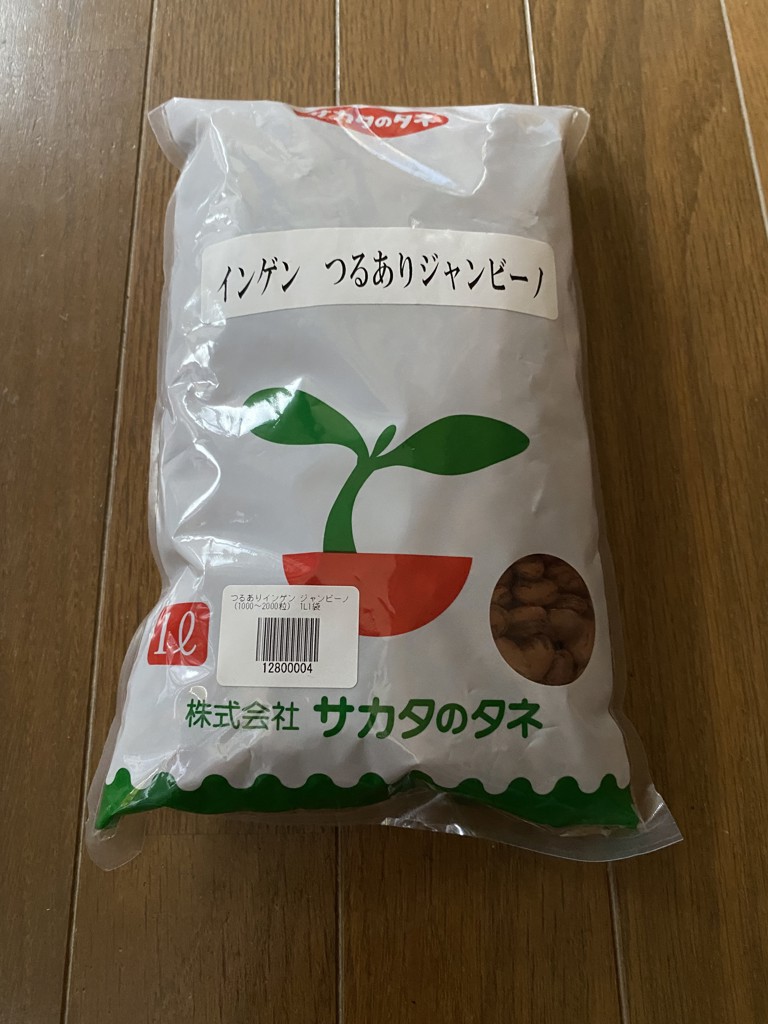 サカタのタネ
インゲン つるありジャンビーノ
つるありインゲン ジャンビーノ
(1000～2000粒) 1L1袋
12800004
1ℓ
株式会社 サカタのタネ